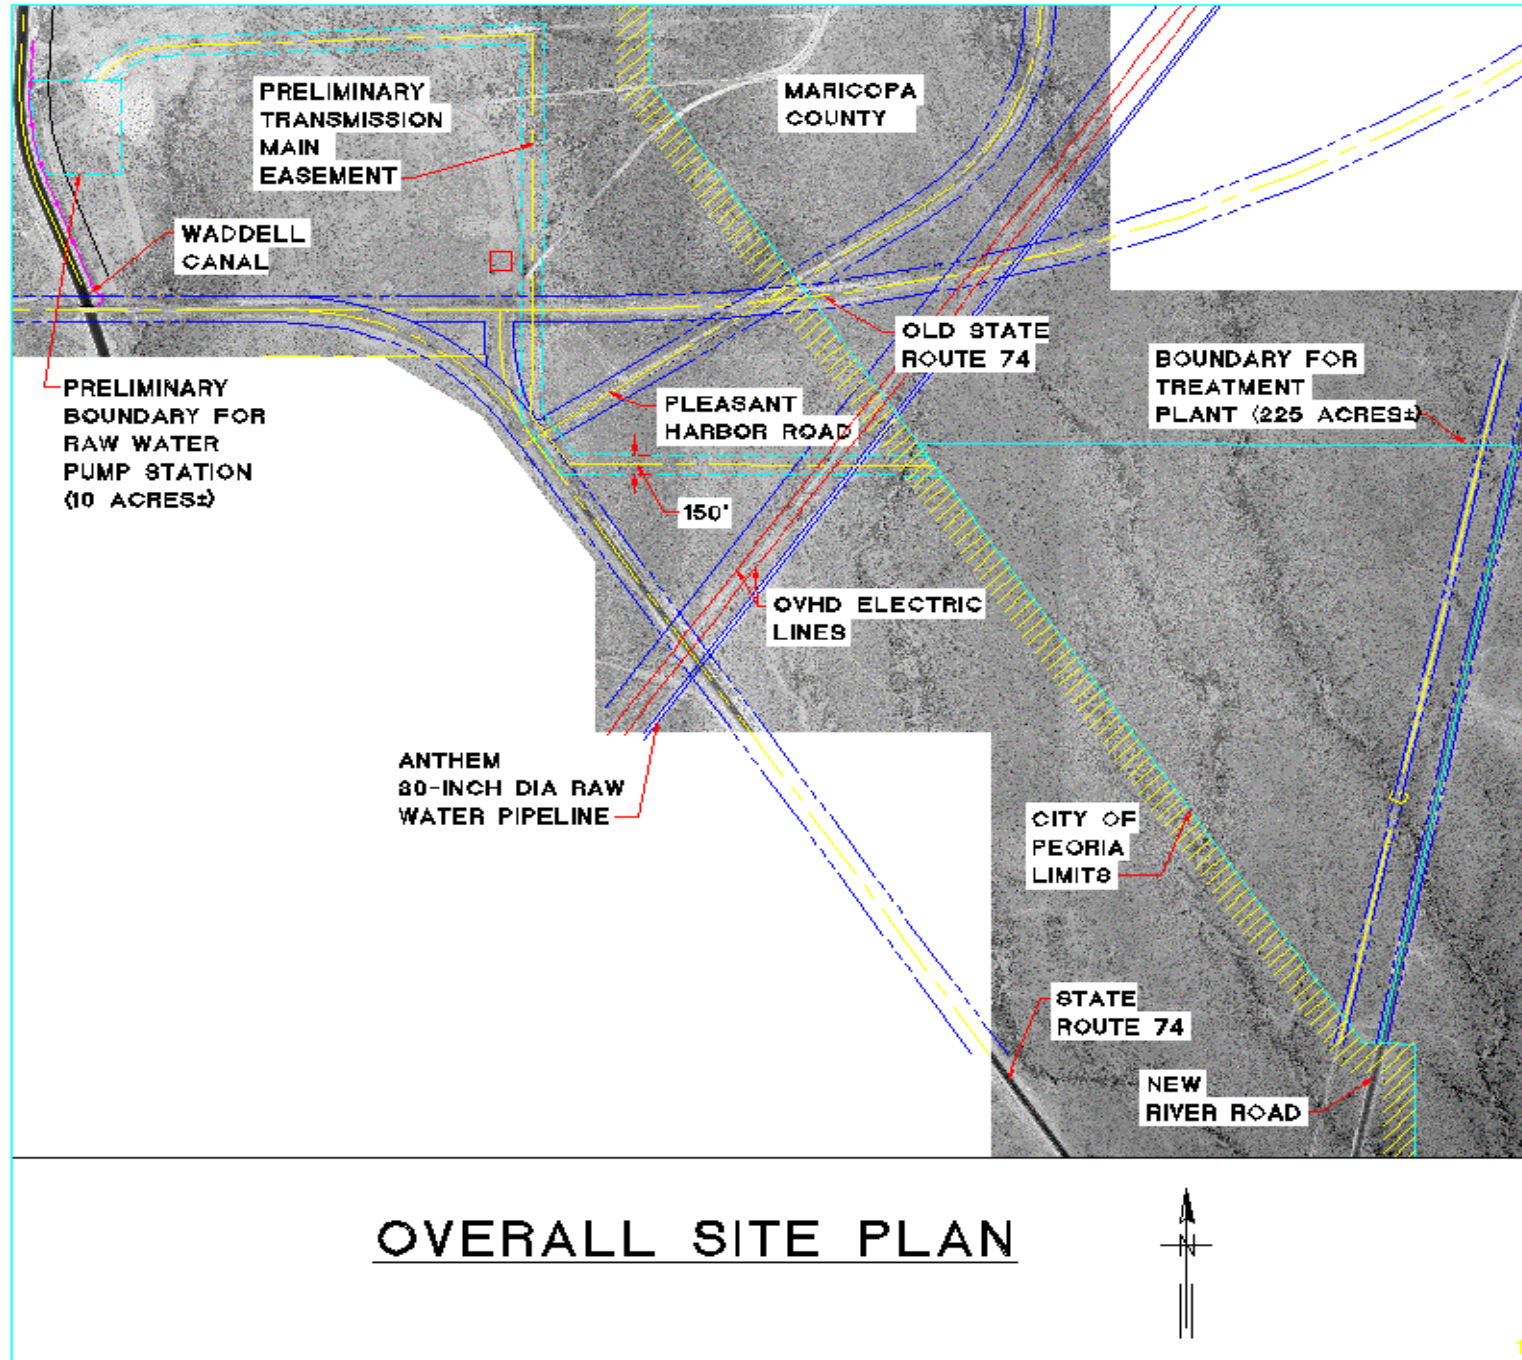 PRELIMINARY
TRANSMISSION
MAIN
EASEMENT
MARICOPA
COUNTY
WADDELL
CANAL
OLD STATE
ROUTE 74
BOUNDARY FOR
TREATMENT
PLANT (225 ACRES±)
PRELIMINARY
BOUNDARY FOR
RAW WATER
PUMP STATION
(10 ACRES±)
PLEASANT
HARBOR ROAD
150'
OVHD ELECTRIC
LINES
ANTHEM
30-INCH DIA RAW
WATER PIPELINE
CITY OF
PEORIA
LIMITS
STATE
ROUTE 74
NEW
RIVER ROAD
OVERALL SITE PLAN
N